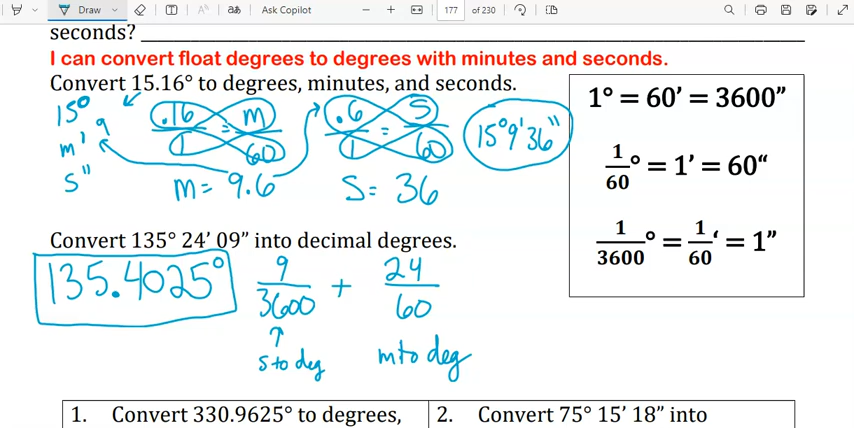 Draw
Ask Copilot
177 of 230
seconds?
I can convert float degrees to degrees with minutes and seconds.
Convert 15.16° to degrees, minutes, and seconds.
15°
m'
s"
9
.16/1 = m/60
m = 9.6
.6/1 = S/60
S = 36
15°9'36"
1° = 60' = 3600"
1/60° = 1' = 60"
1/3600° = 1/60' = 1"
Convert 135° 24' 09" into decimal degrees.
135.4025°
9/3600 + 24/60
s to deg
m to deg
1. Convert 330.9625° to degrees,
2. Convert 75° 15' 18" into